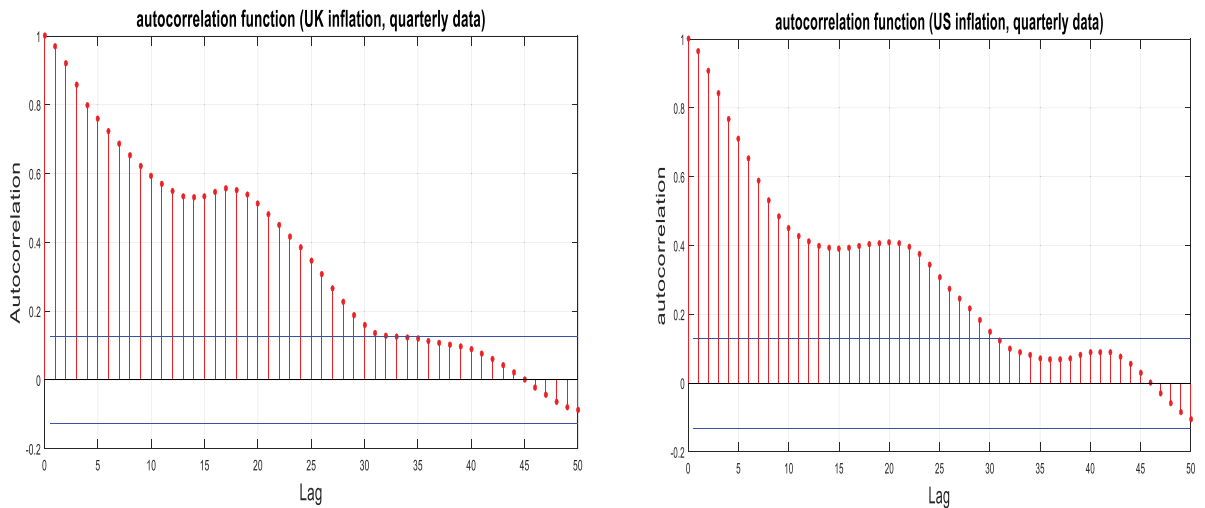 autocorrelation function (UK inflation, quarterly data)
Autocorrelation
1
0.8
0.6
0.4
0.2
0
-0.2
0 5 10 15 20 25 30 35 40 45 50
Lag
autocorrelation function (US inflation, quarterly data)
autocorrelation
1
0.8
0.6
0.4
0.2
0
-0.2
0 5 10 15 20 25 30 35 40 45 50
Lag